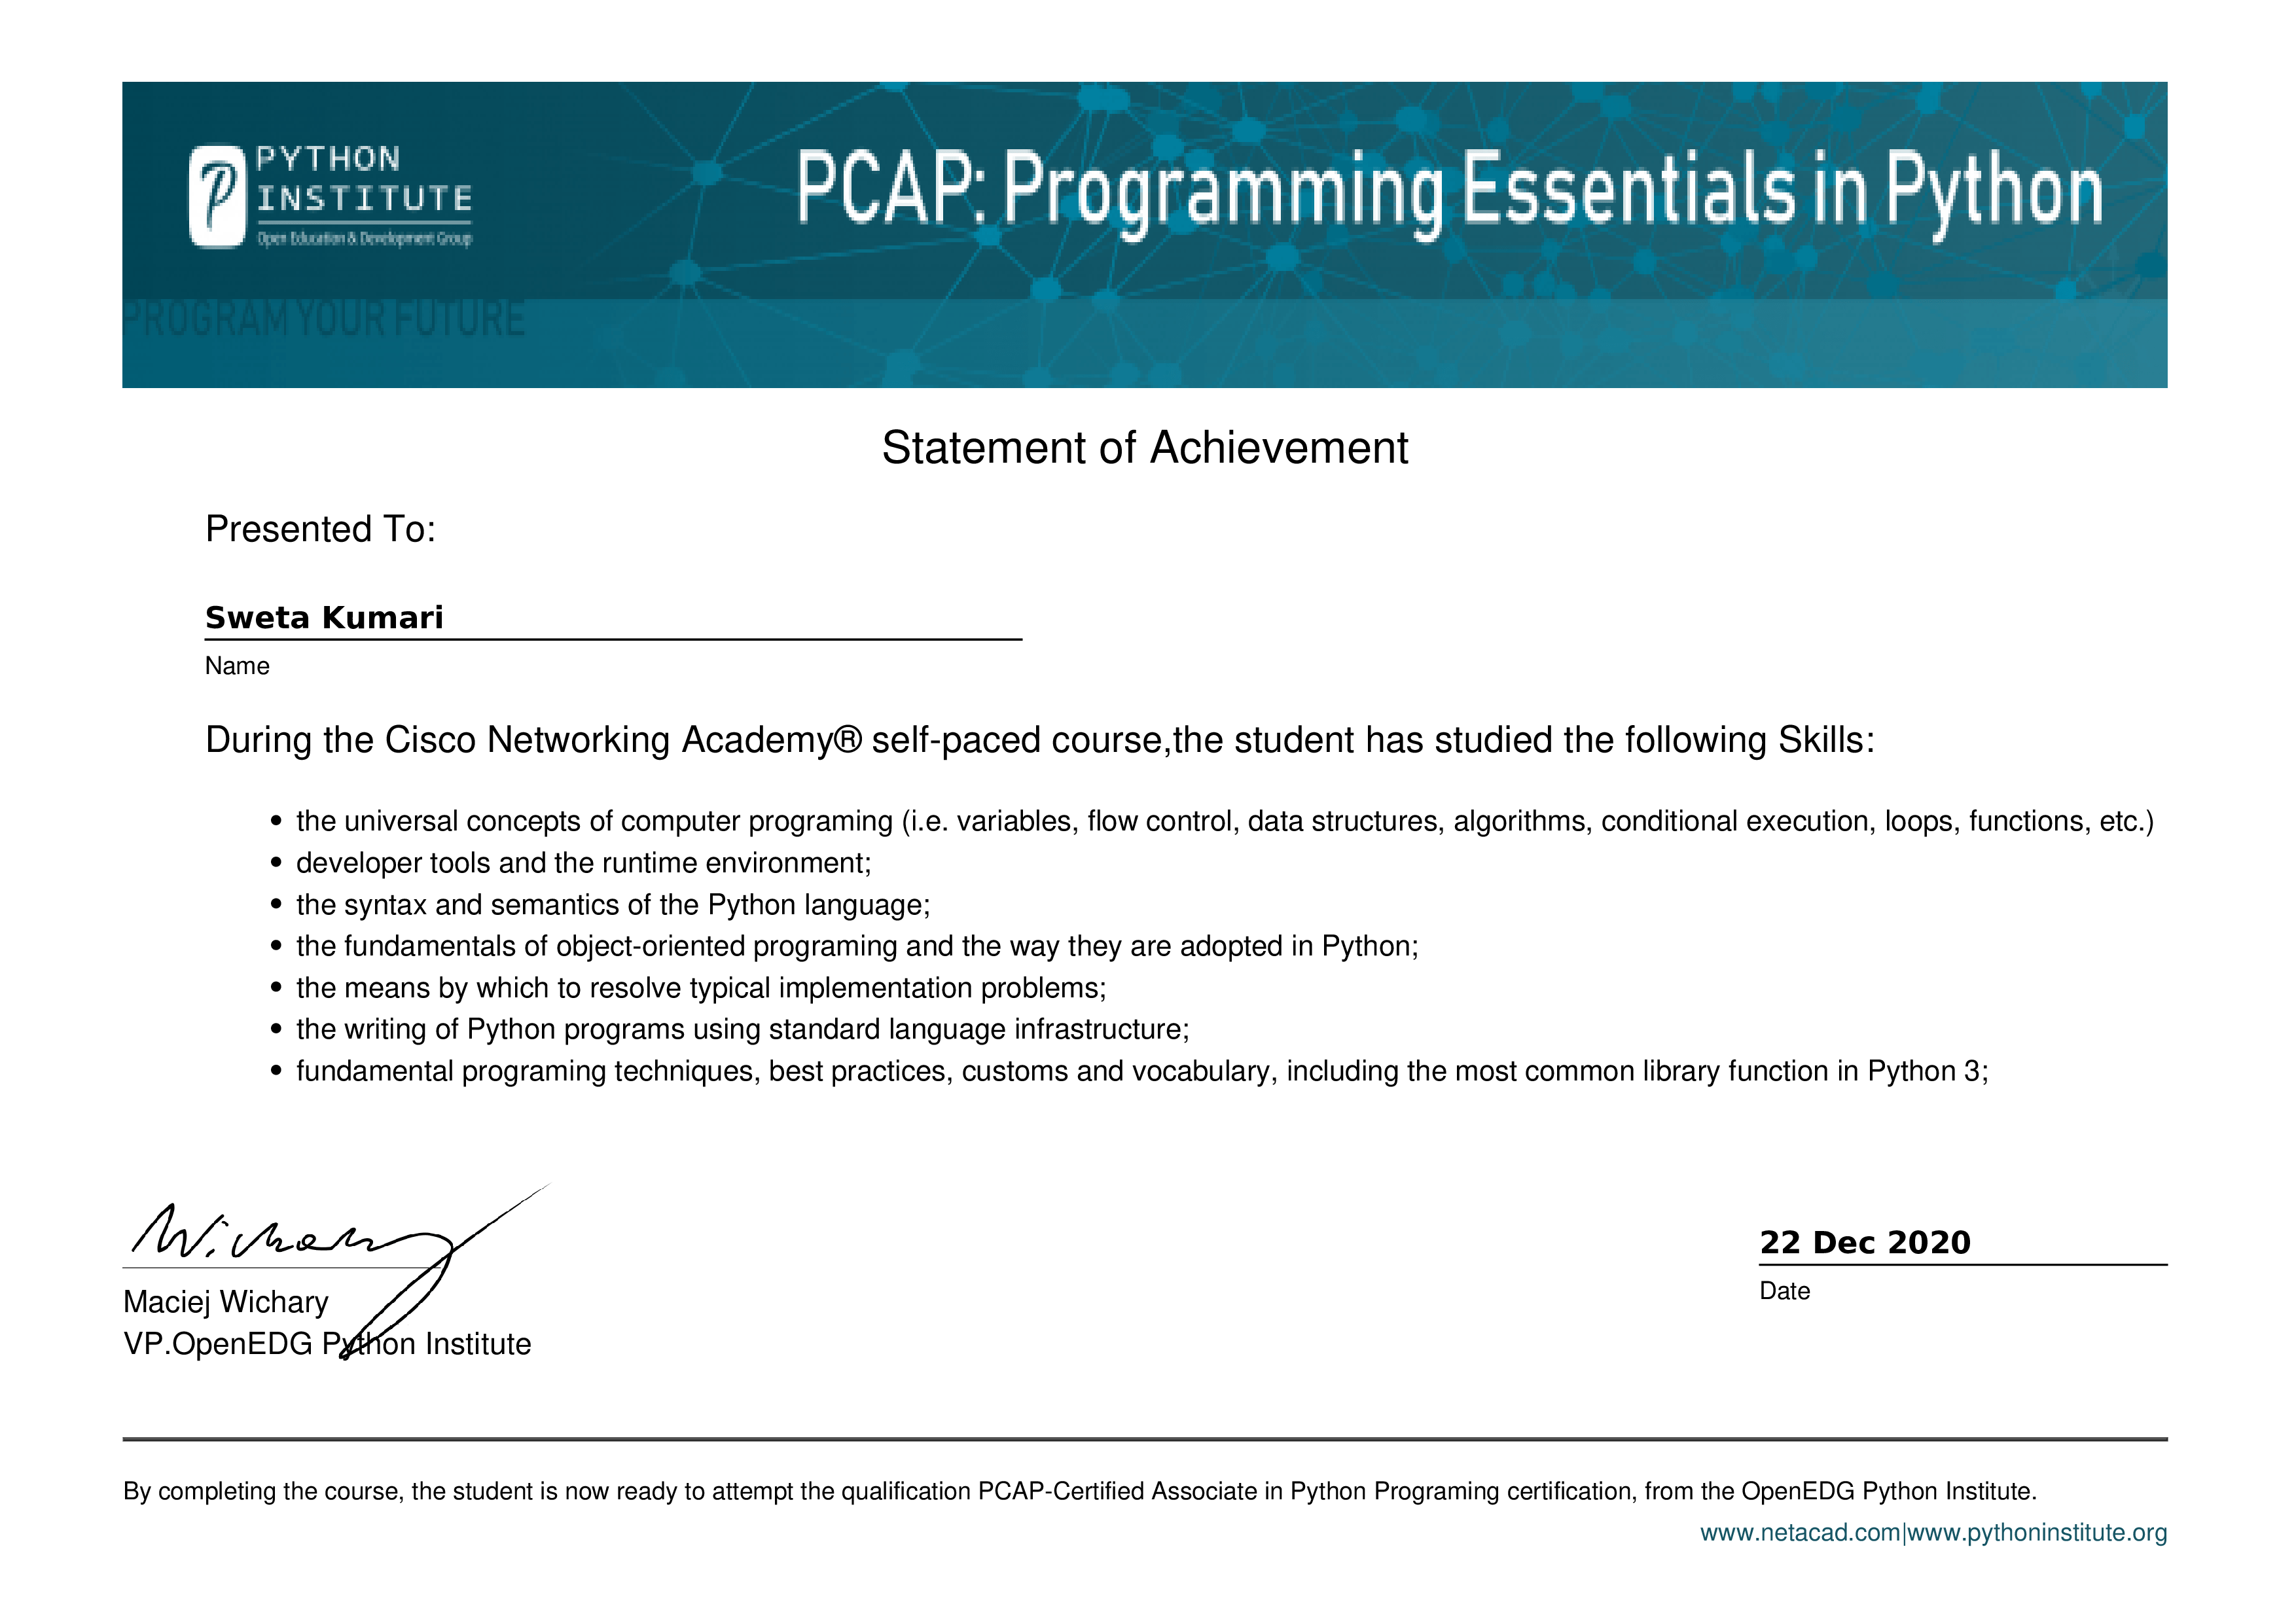 PYTHON
INSTITUTE
Open Education & Development Group
PCAP: Programming Essentials in Python
PROGRAM YOUR FUTURE
Statement of Achievement
Presented To:
Sweta Kumari
Name
During the Cisco Networking Academy® self-paced course,the student has studied the following Skills:
• the universal concepts of computer programing (i.e. variables, flow control, data structures, algorithms, conditional execution, loops, functions, etc.)
• developer tools and the runtime environment;
• the syntax and semantics of the Python language;
• the fundamentals of object-oriented programing and the way they are adopted in Python;
• the means by which to resolve typical implementation problems;
• the writing of Python programs using standard language infrastructure;
• fundamental programing techniques, best practices, customs and vocabulary, including the most common library function in Python 3;
Wichary
22 Dec 2020
Date
Maciej Wichary
VP.OpenEDG Python Institute
By completing the course, the student is now ready to attempt the qualification PCAP-Certified Associate in Python Programing certification, from the OpenEDG Python Institute.
www.netacad.com|www.pythoninstitute.org